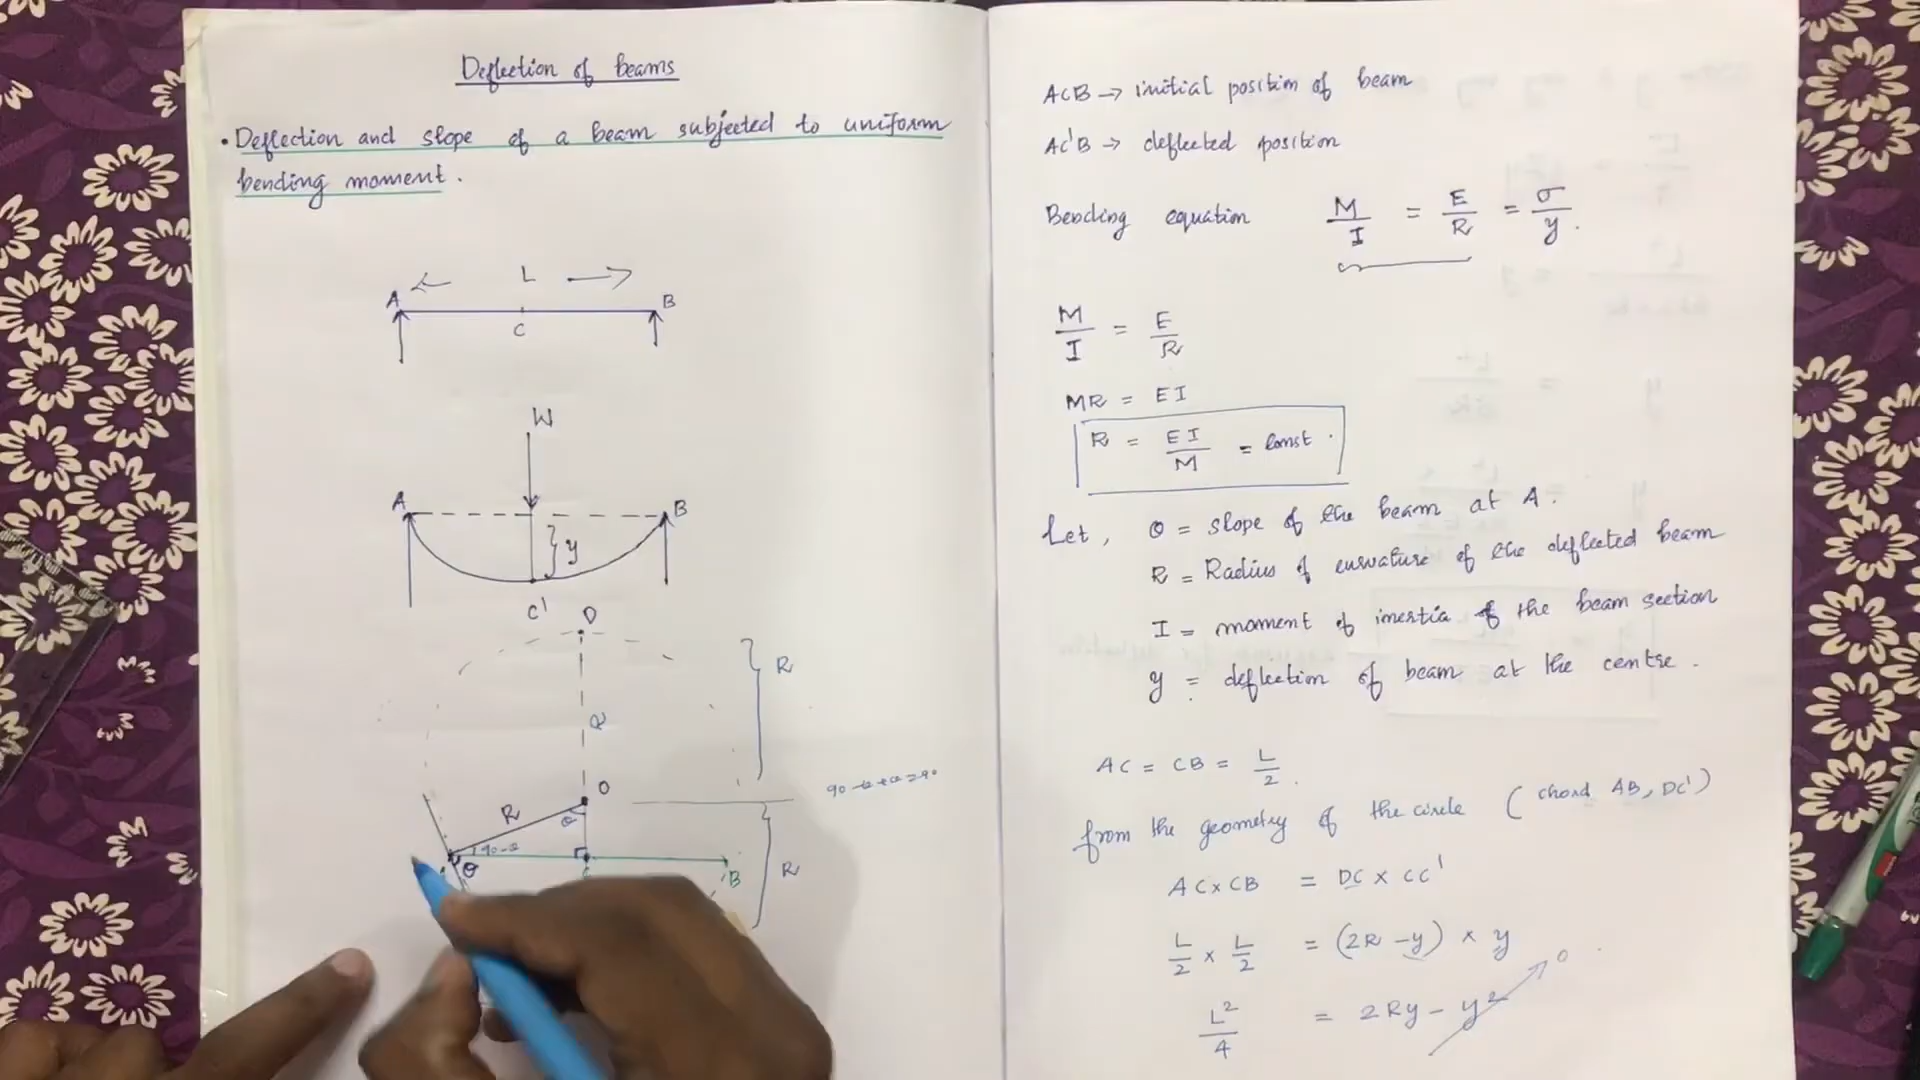 Deflection of beams
• Deflection and slope of a beam subjected to uniform
bending moment.
L
A
B
C
W
A
B
y
C'
D
R
R
O
R
θ
90-θ
θ
C
B
R
90-θ+θ=90
ACB → initial position of beam
AC'B → deflected position
Bending equation M/I = E/R = σ/y.
M/I = E/R
MR = EI
R = EI/M = Const.
Let, θ = slope of the beam at A.
R = Radius of curvature of the deflected beam
I = moment of inertia of the beam section
y = deflection of beam at the centre.
AC = CB = L/2.
from the geometry of the circle (chord AB, DC')
AC x CB = DC x CC'
L/2 x L/2 = (2R - y) x y
L²/4 = 2Ry - y² 0